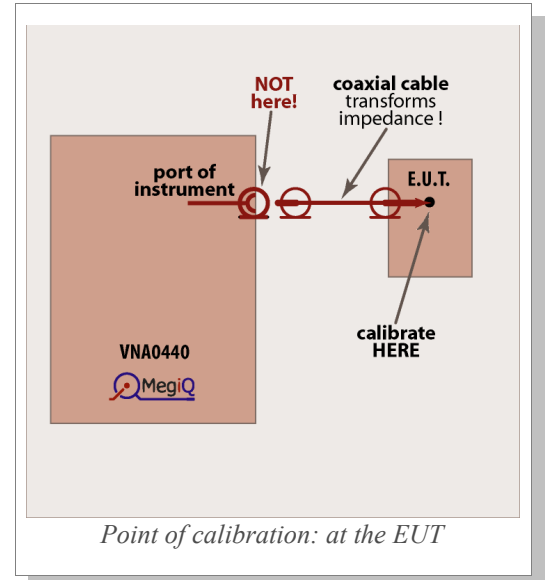 NOT
here!
coaxial cable
transforms
impedance !
port of
instrument
E.U.T.
calibrate
HERE
VNA0440
MegiQ
Point of calibration: at the EUT